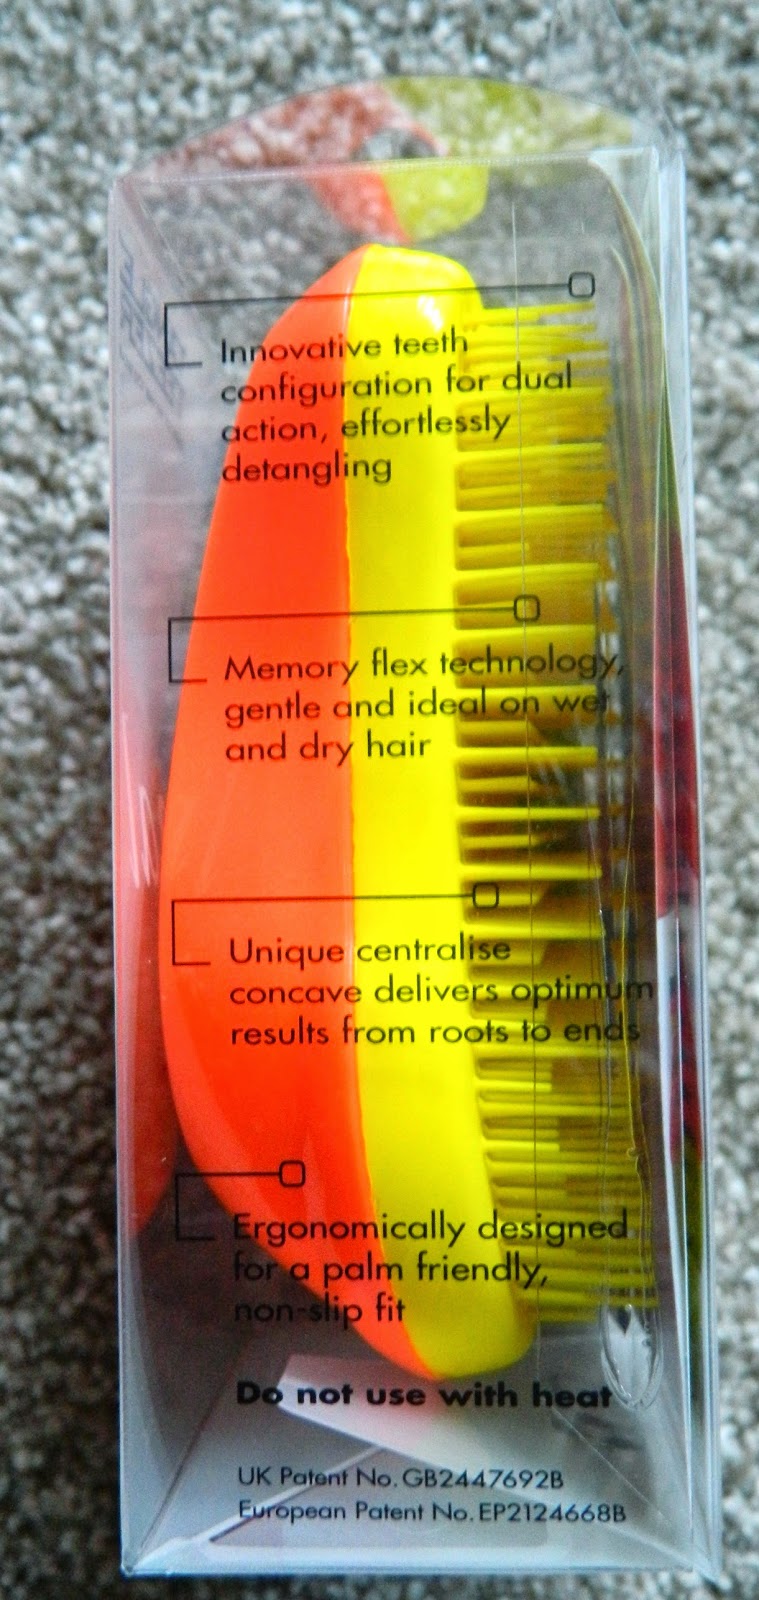 Innovative teeth
configuration for dual
action, effortlessly
detangling
Memory flex technology,
gentle and ideal on wet
and dry hair
Unique centralise
concave delivers optimum
results from roots to ends
Ergonomically designed
for a palm friendly,
non-slip fit
Do not use with heat
UK Patent No. GB2447692B
European Patent No. EP2124668B